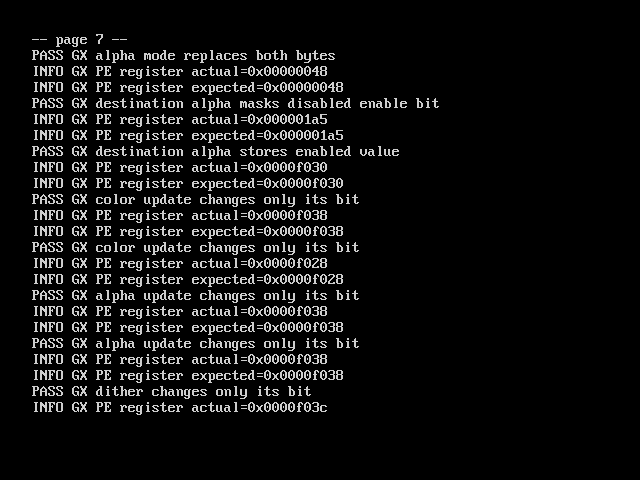 -- page 7 --
PASS GX alpha mode replaces both bytes
INFO GX PE register actual=0x00000048
INFO GX PE register expected=0x00000048
PASS GX destination alpha masks disabled enable bit
INFO GX PE register actual=0x000001a5
INFO GX PE register expected=0x000001a5
PASS GX destination alpha stores enabled value
INFO GX PE register actual=0x0000f030
INFO GX PE register expected=0x0000f030
PASS GX color update changes only its bit
INFO GX PE register actual=0x0000f038
INFO GX PE register expected=0x0000f038
PASS GX color update changes only its bit
INFO GX PE register actual=0x0000f028
INFO GX PE register expected=0x0000f028
PASS GX alpha update changes only its bit
INFO GX PE register actual=0x0000f038
INFO GX PE register expected=0x0000f038
PASS GX alpha update changes only its bit
INFO GX PE register actual=0x0000f038
INFO GX PE register expected=0x0000f038
PASS GX dither changes only its bit
INFO GX PE register actual=0x0000f03c